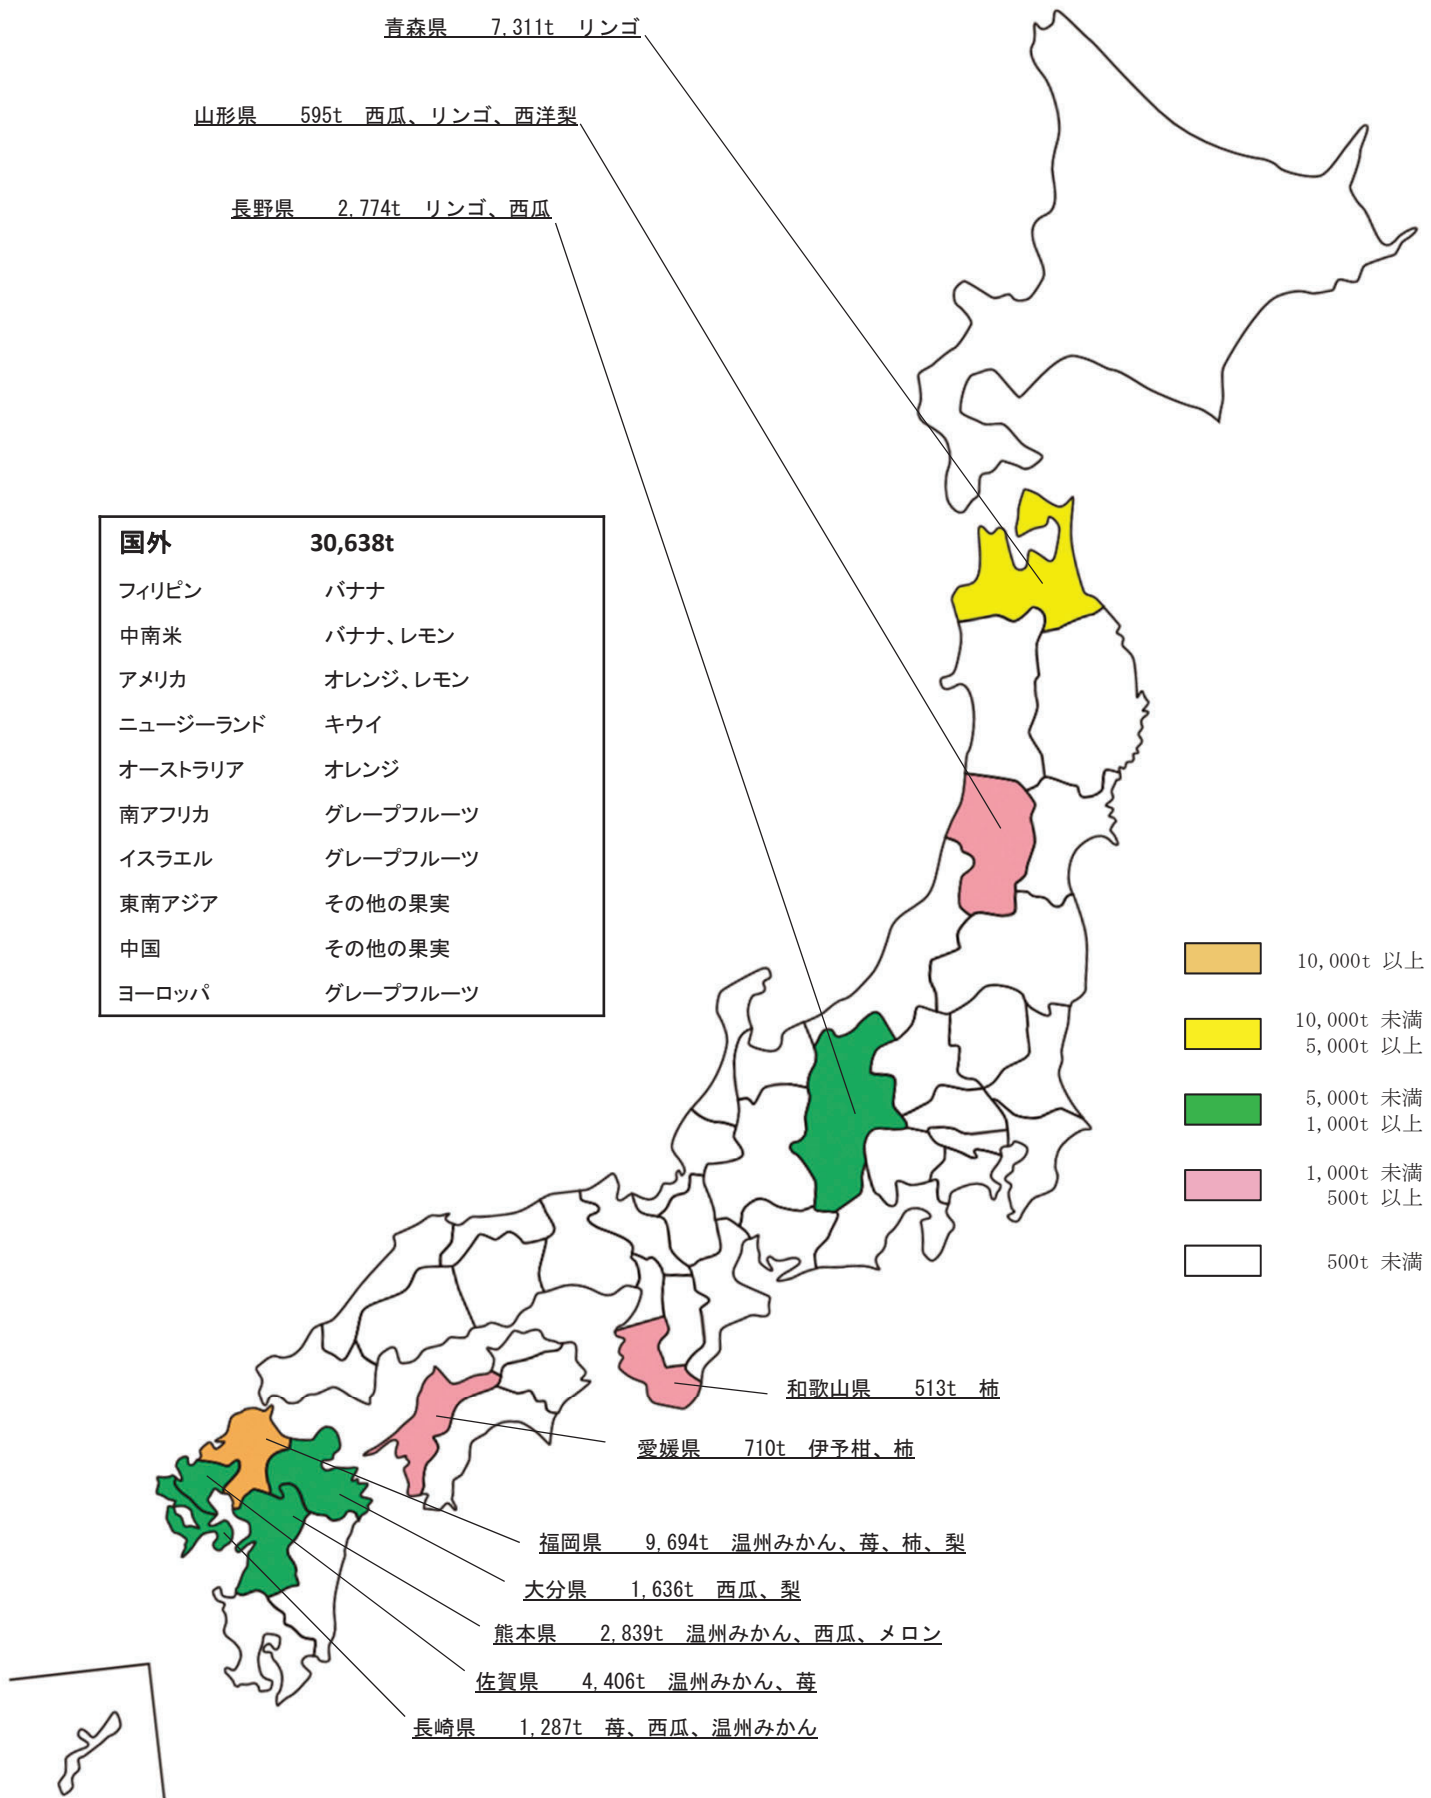 青森県 7,311t リンゴ
山形県 595t 西瓜、リンゴ、西洋梨
長野県 2,774t リンゴ、西瓜
国外 30,638t
フィリピン バナナ
中南米 バナナ、レモン
アメリカ オレンジ、レモン
ニュージーランド キウイ
オーストラリア オレンジ
南アフリカ グレープフルーツ
イスラエル グレープフルーツ
東南アジア その他の果実
中国 その他の果実
ヨーロッパ グレープフルーツ
10,000t 以上
10,000t 未満
5,000t 以上
5,000t 未満
1,000t 以上
1,000t 未満
500t 以上
500t 未満
和歌山県 513t 柿
愛媛県 710t 伊予柑、柿
福岡県 9,694t 温州みかん、苺、柿、梨
大分県 1,636t 西瓜、梨
熊本県 2,839t 温州みかん、西瓜、メロン
佐賀県 4,406t 温州みかん、苺
長崎県 1,287t 苺、西瓜、温州みかん